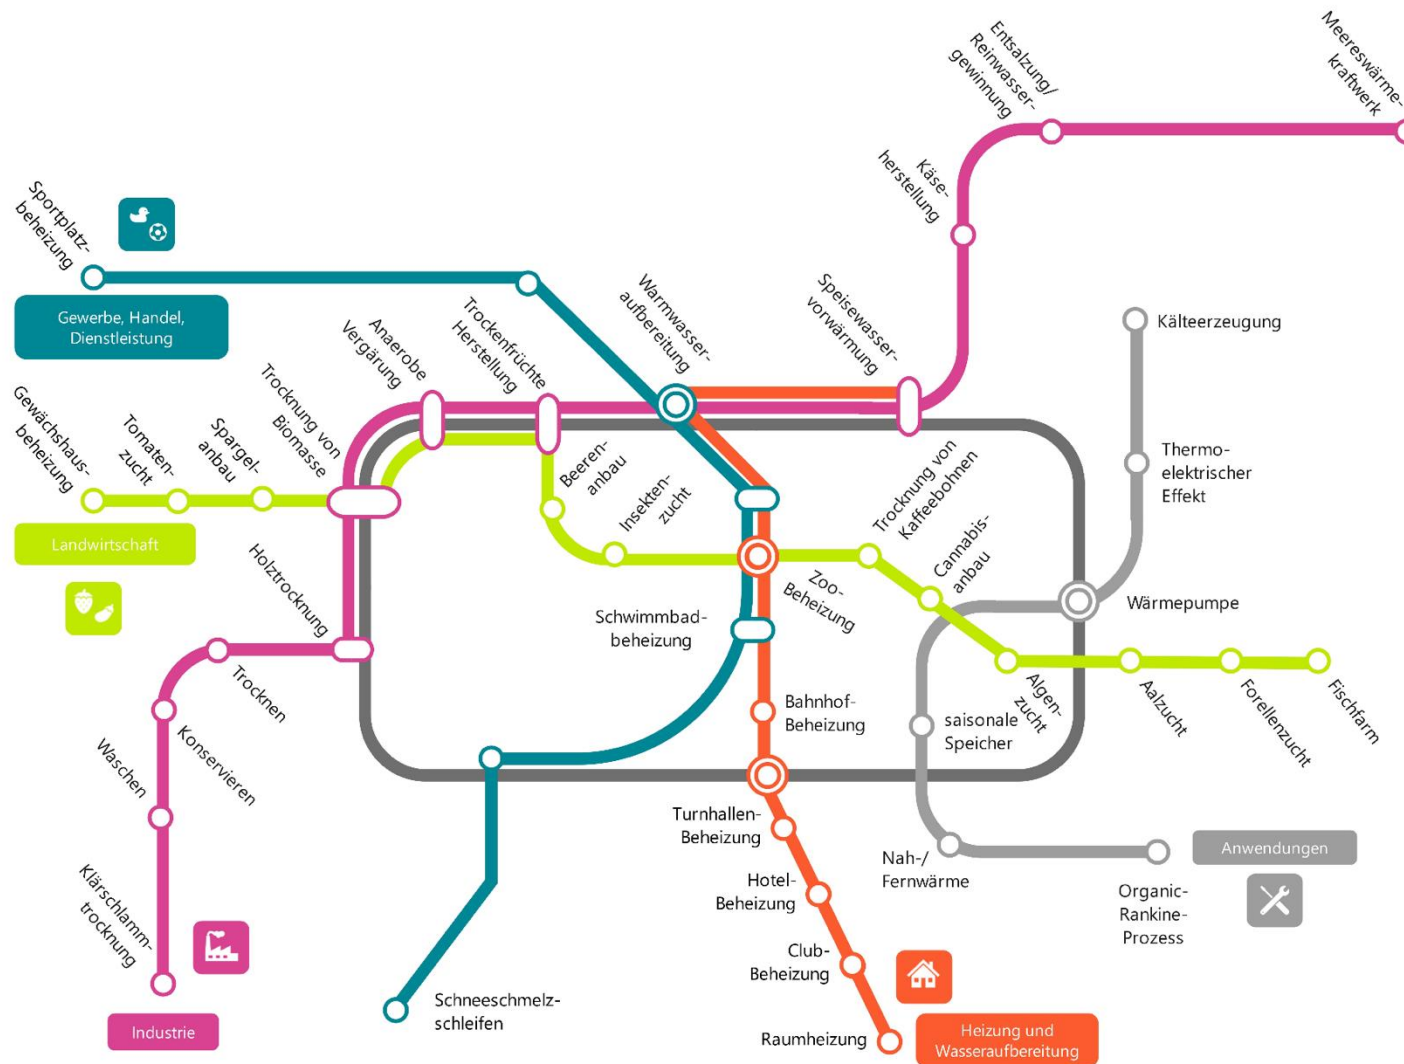 Meereswärme-
kraftwerk
Entsalzung/
Reinwasser-
gewinnung
Käse-
herstellung
Sportplatz-
beheizung
Gewerbe, Handel,
Dienstleistung
Warmwasser-
aufbereitung
Speisewasser-
vorwärmung
Anaerobe
Vergärung
Trockenfrüchte
Herstellung
Kälteerzeugung
Gewächshaus-
beheizung
Tomaten-
zucht
Spargel-
anbau
Trocknung von
Biomasse
Beeren-
anbau
Insekten-
zucht
Trocknung von
Kaffeebohnen
Cannabis-
anbau
Thermo-
elektrischer
Effekt
Landwirtschaft
Holztrocknung
Schwimmbad-
beheizung
Zoo-
Beheizung
Wärmepumpe
Trocknen
Konservieren
Waschen
Bahnhof-
Beheizung
saisonale
Speicher
Algen-
zucht
Aalzucht
Forellenzucht
Fischfarm
Turnhallen-
Beheizung
Nah-/
Fernwärme
Anwendungen
Organic-
Rankine-
Prozess
Klärschlamm-
trocknung
Hotel-
Beheizung
Club-
Beheizung
Schneeschmelz-
schleifen
Raumheizung
Industrie
Heizung und
Wasseraufbereitung